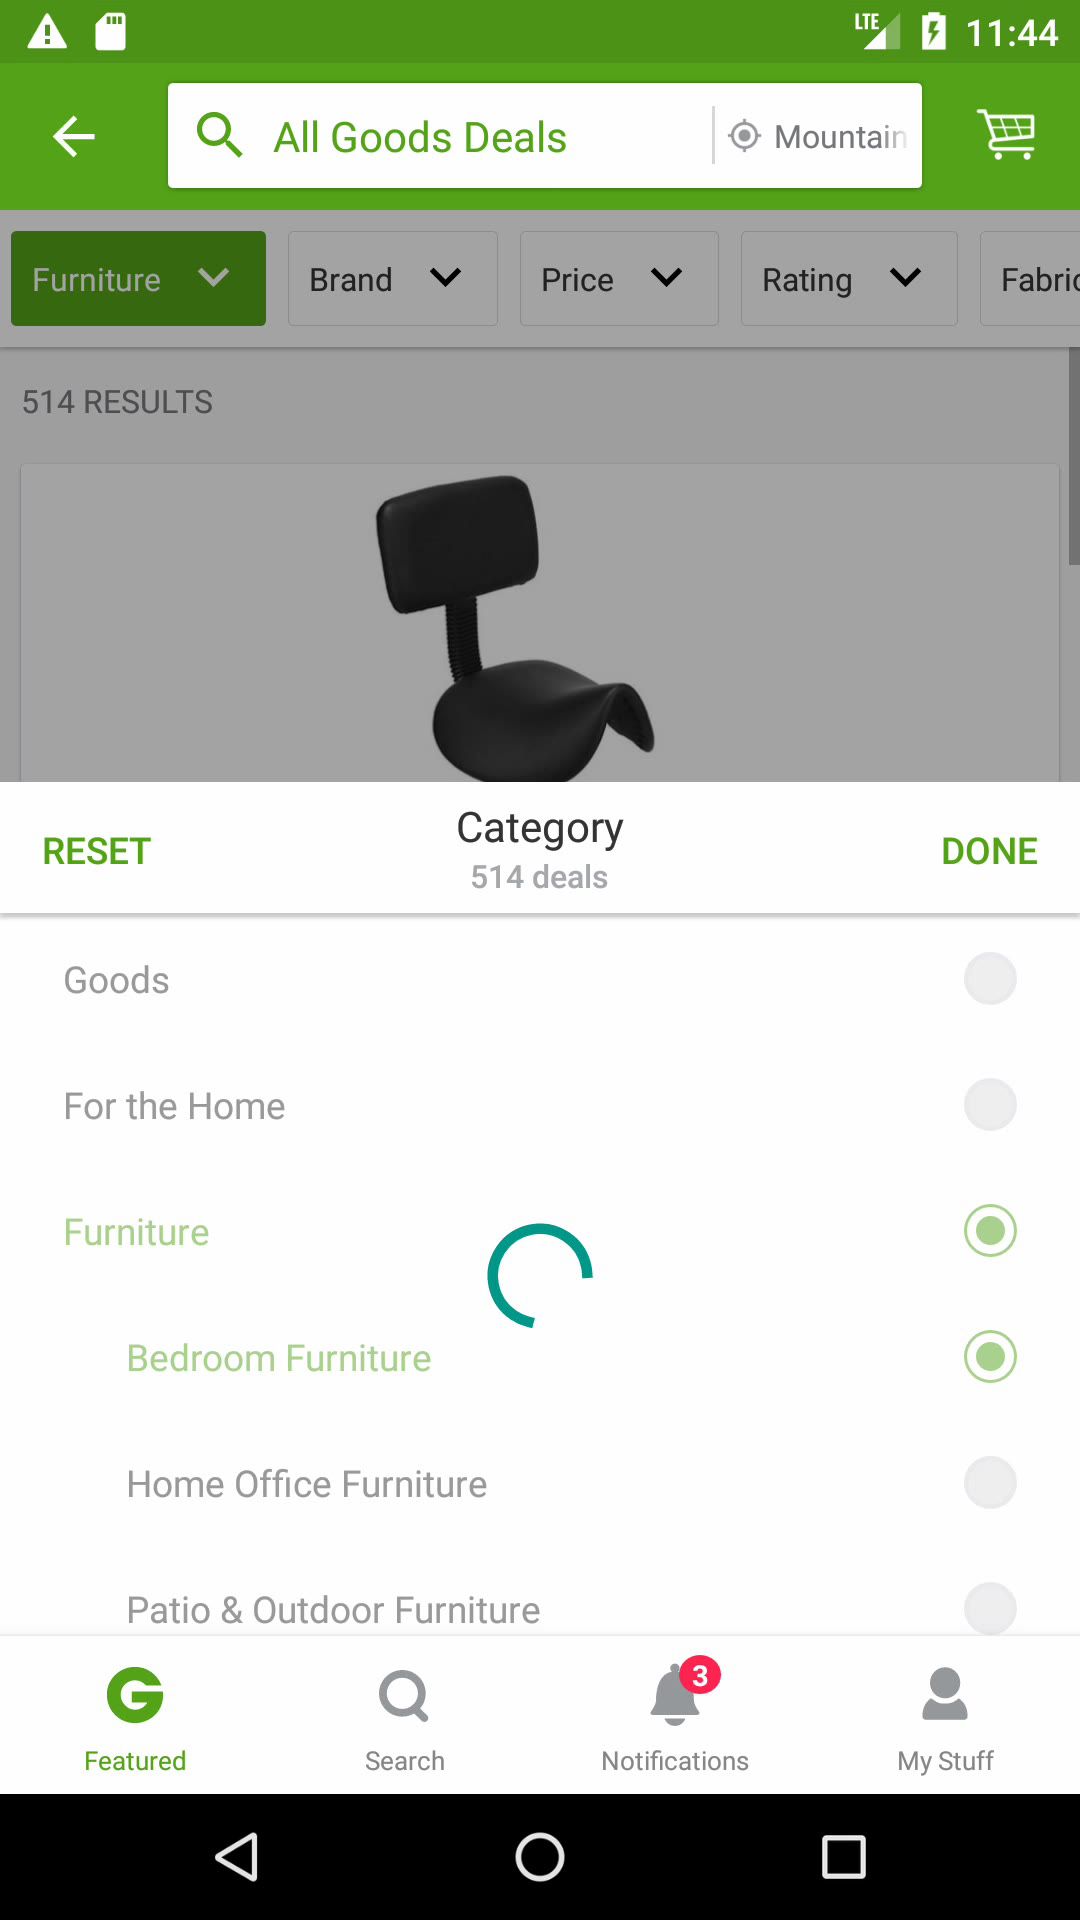 LTE 11:44
All Goods Deals Mountain
Furniture Brand Price Rating Fabric
514 RESULTS
RESET Category DONE
514 deals
Goods
For the Home
Furniture
Bedroom Furniture
Home Office Furniture
Patio & Outdoor Furniture
3
Featured Search Notifications My Stuff